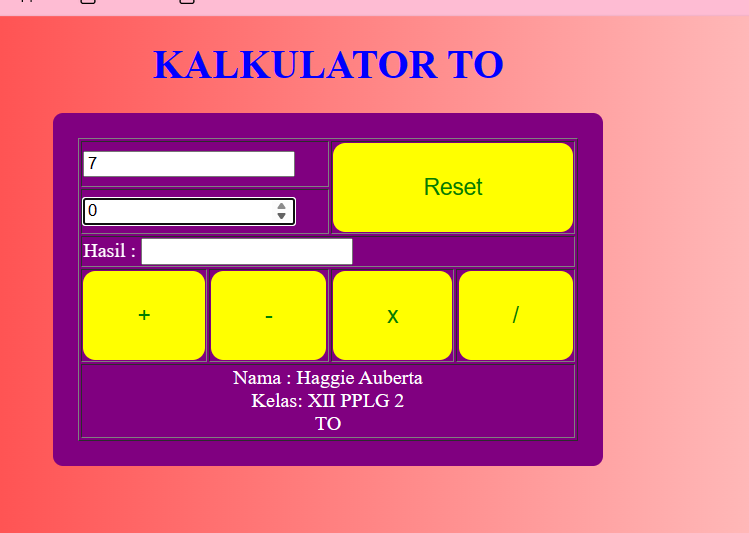 KALKULATOR TO
7
Reset
0
Hasil :
+ - x /
Nama : Haggie Auberta
Kelas: XII PPLG 2
TO